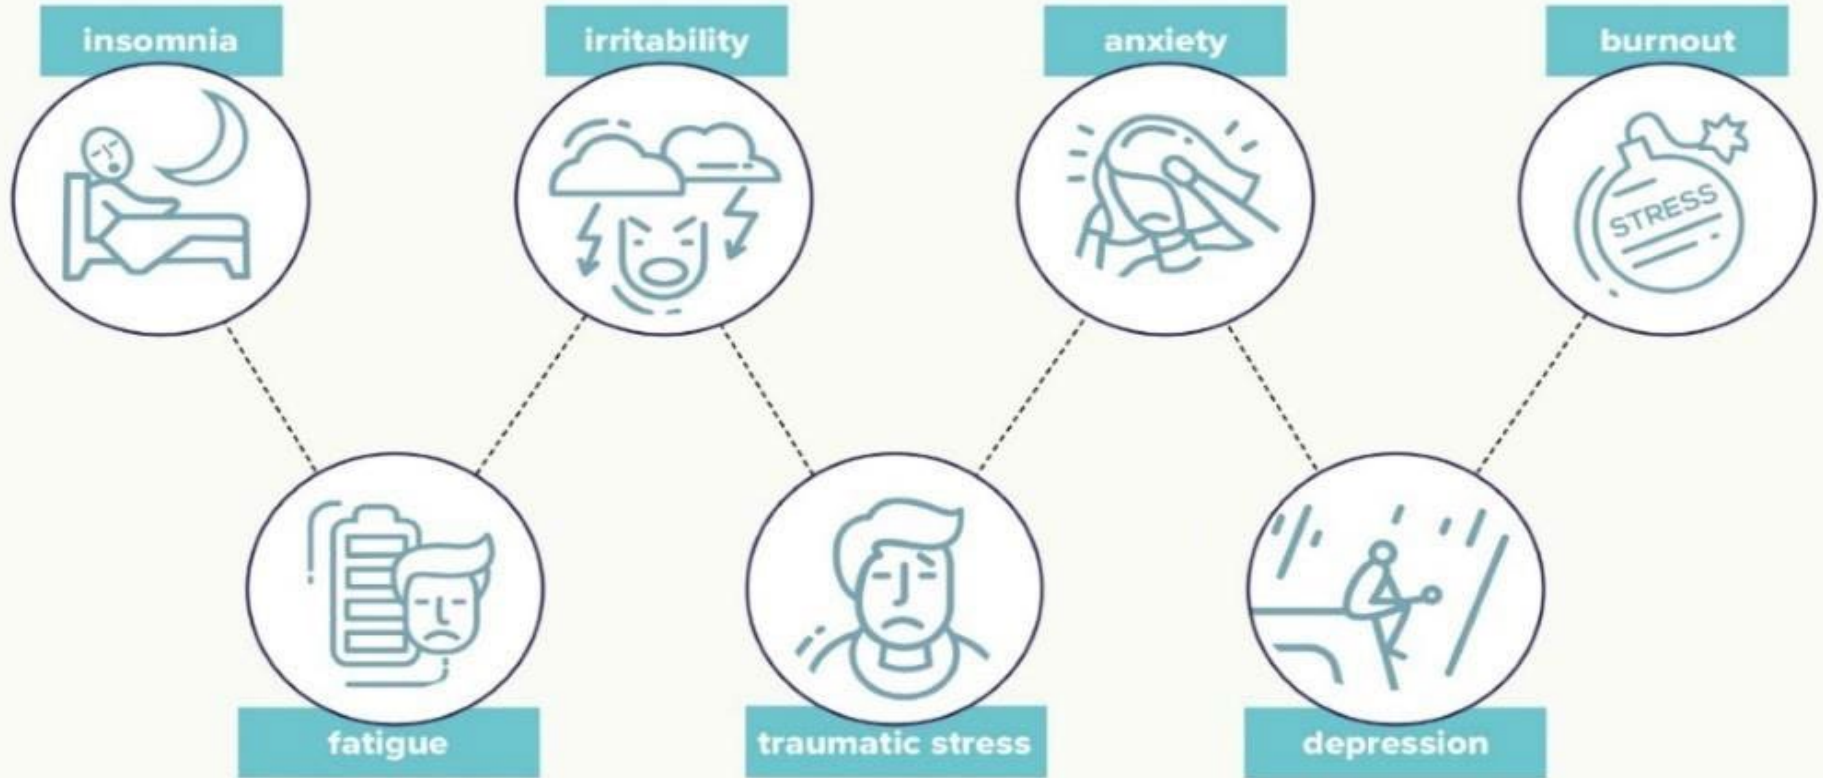 insomnia
irritability
anxiety
burnout
STRESS
fatigue
traumatic stress
depression